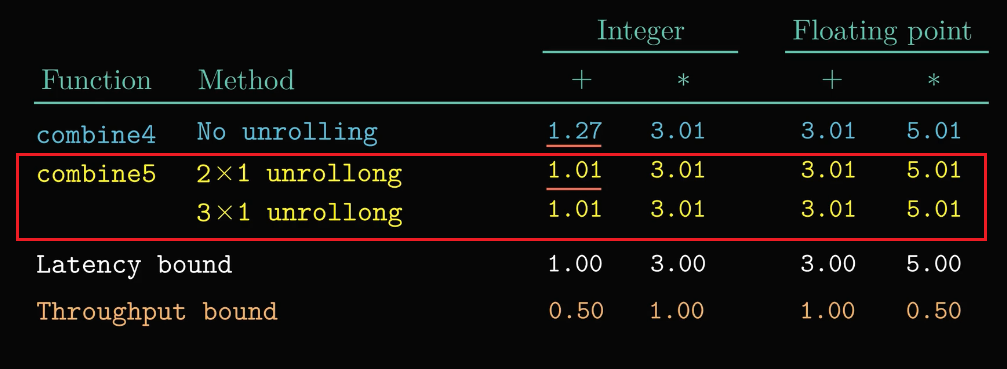 Integer Floating point
Function Method + * + *
combine4 No unrolling 1.27 3.01 3.01 5.01
combine5 2×1 unrollong 1.01 3.01 3.01 5.01
3×1 unrollong 1.01 3.01 3.01 5.01
Latency bound 1.00 3.00 3.00 5.00
Throughput bound 0.50 1.00 1.00 0.50